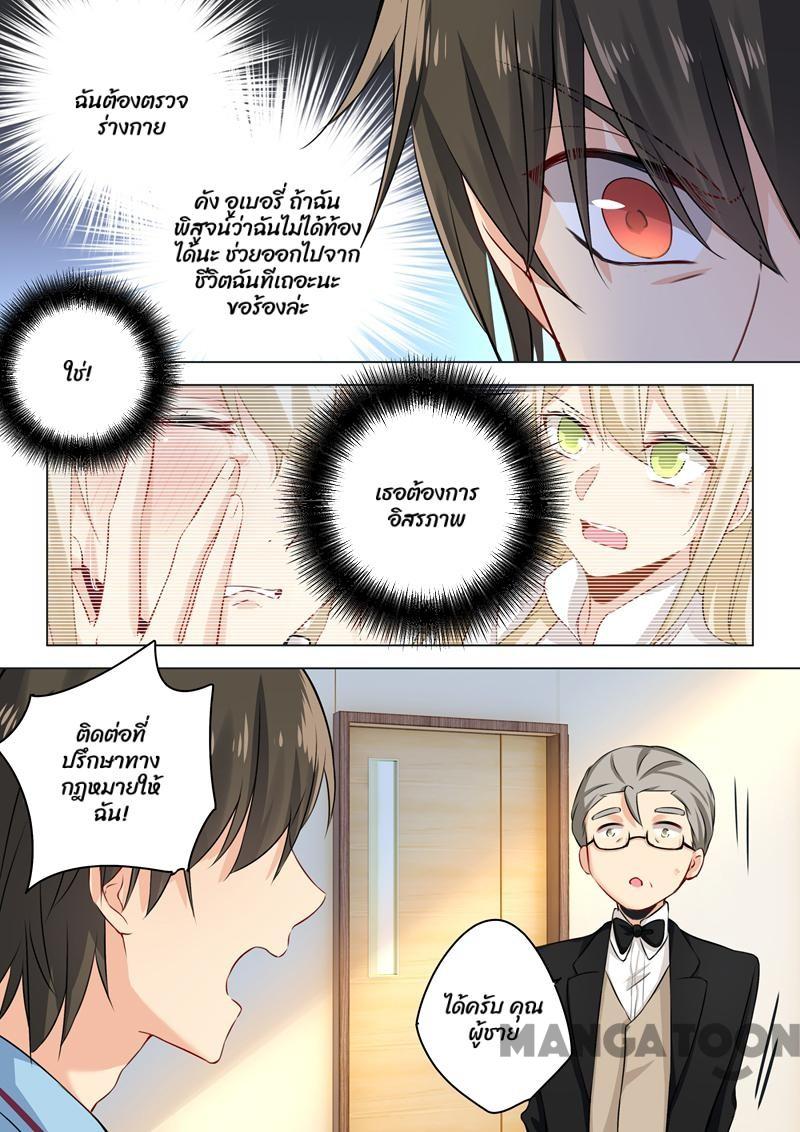 ฉันต้องตรวจ
ร่างกาย
คัง อูเบอรี่ ถ้าฉัน
พิสูจน์ว่าฉันไม่ได้ท้อง
ได้นะ ช่วยออกไปจาก
ชีวิตฉันทีเถอะนะ
ขอร้องล่ะ
ใช่!
เธอต้องการ
อิสรภาพ
ติดต่อที่
ปรึกษาทาง
กฎหมายให้
ฉัน!
ได้ครับ คุณ
ผู้ชาย
MANGATOON